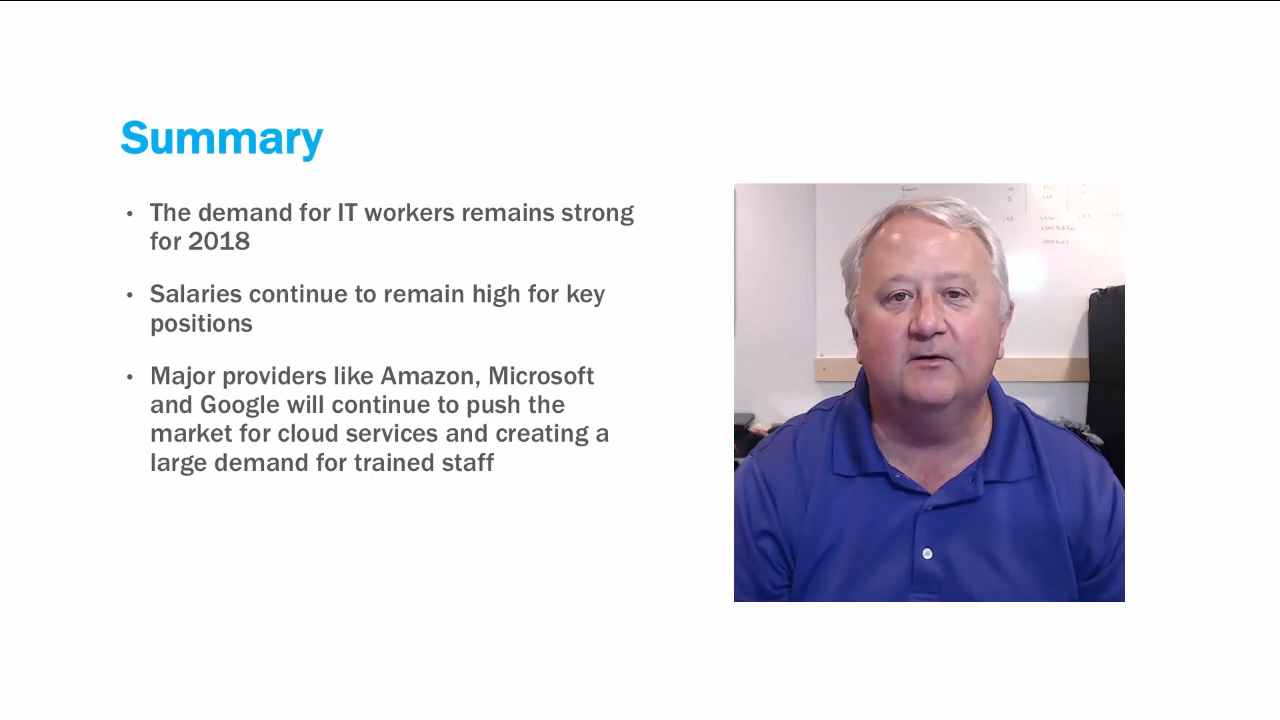 Summary
• The demand for IT workers remains strong
for 2018
• Salaries continue to remain high for key
positions
• Major providers like Amazon, Microsoft
and Google will continue to push the
market for cloud services and creating a
large demand for trained staff